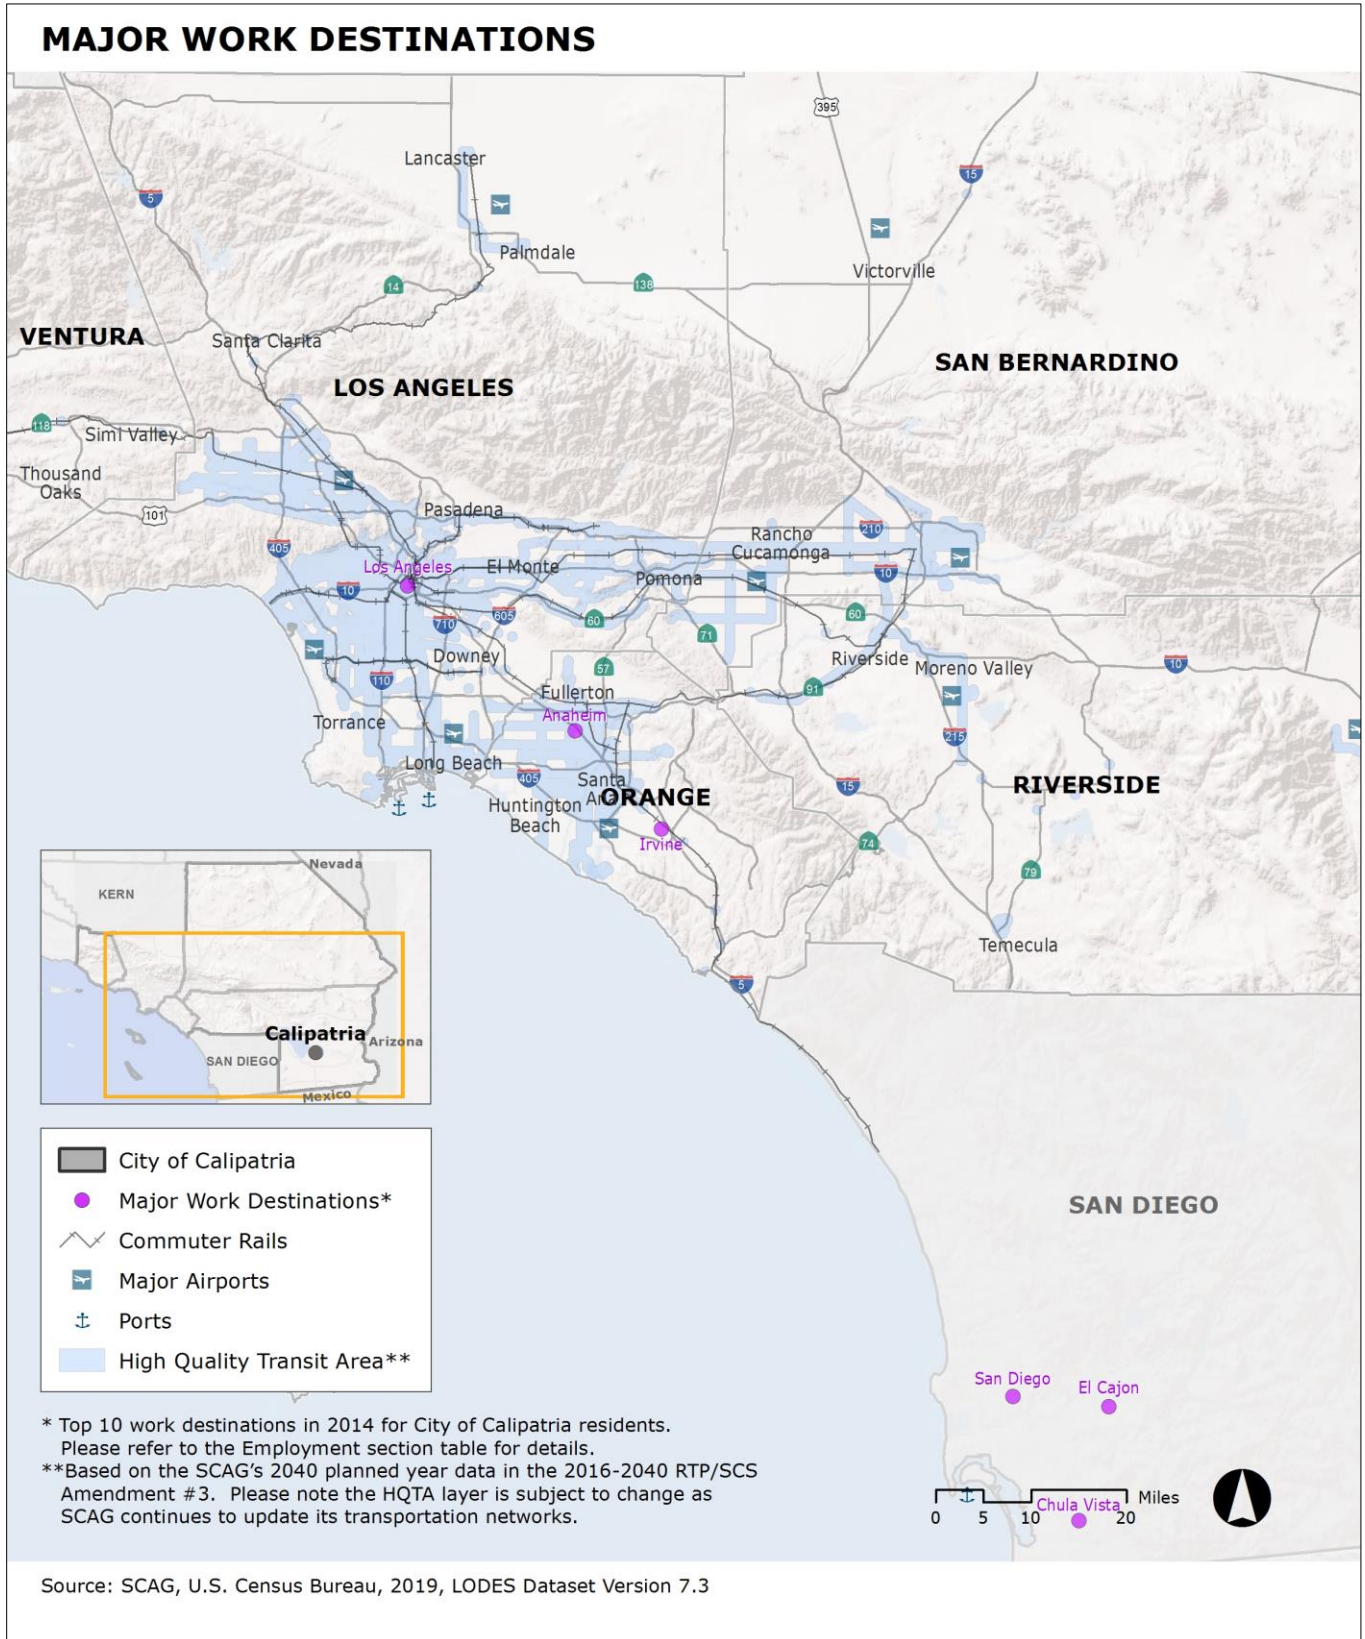 MAJOR WORK DESTINATIONS
395
Lancaster
15
5
Palmdale
Victorville
14
138
VENTURA
Santa Clarita
SAN BERNARDINO
LOS ANGELES
118
Simi Valley
Thousand
Oaks
101
Pasadena
210
Rancho
Cucamonga
405
Los Angeles
El Monte
Pomona
10
10
605
60
60
710
71
Downey
57
Riverside
Moreno Valley
10
110
Fullerton
91
Anaheim
Torrance
215
Long Beach
405
Santa
Ana
ORANGE
15
RIVERSIDE
Huntington
Beach
Irvine
74
79
Temecula
5
Nevada
KERN
Calipatria
Arizona
SAN DIEGO
Mexico
City of Calipatria
Major Work Destinations*
Commuter Rails
Major Airports
Ports
High Quality Transit Area**
SAN DIEGO
San Diego
El Cajon
Chula Vista
0 5 10 20 Miles
* Top 10 work destinations in 2014 for City of Calipatria residents.
Please refer to the Employment section table for details.
**Based on the SCAG's 2040 planned year data in the 2016-2040 RTP/SCS
Amendment #3. Please note the HQTA layer is subject to change as
SCAG continues to update its transportation networks.
Source: SCAG, U.S. Census Bureau, 2019, LODES Dataset Version 7.3